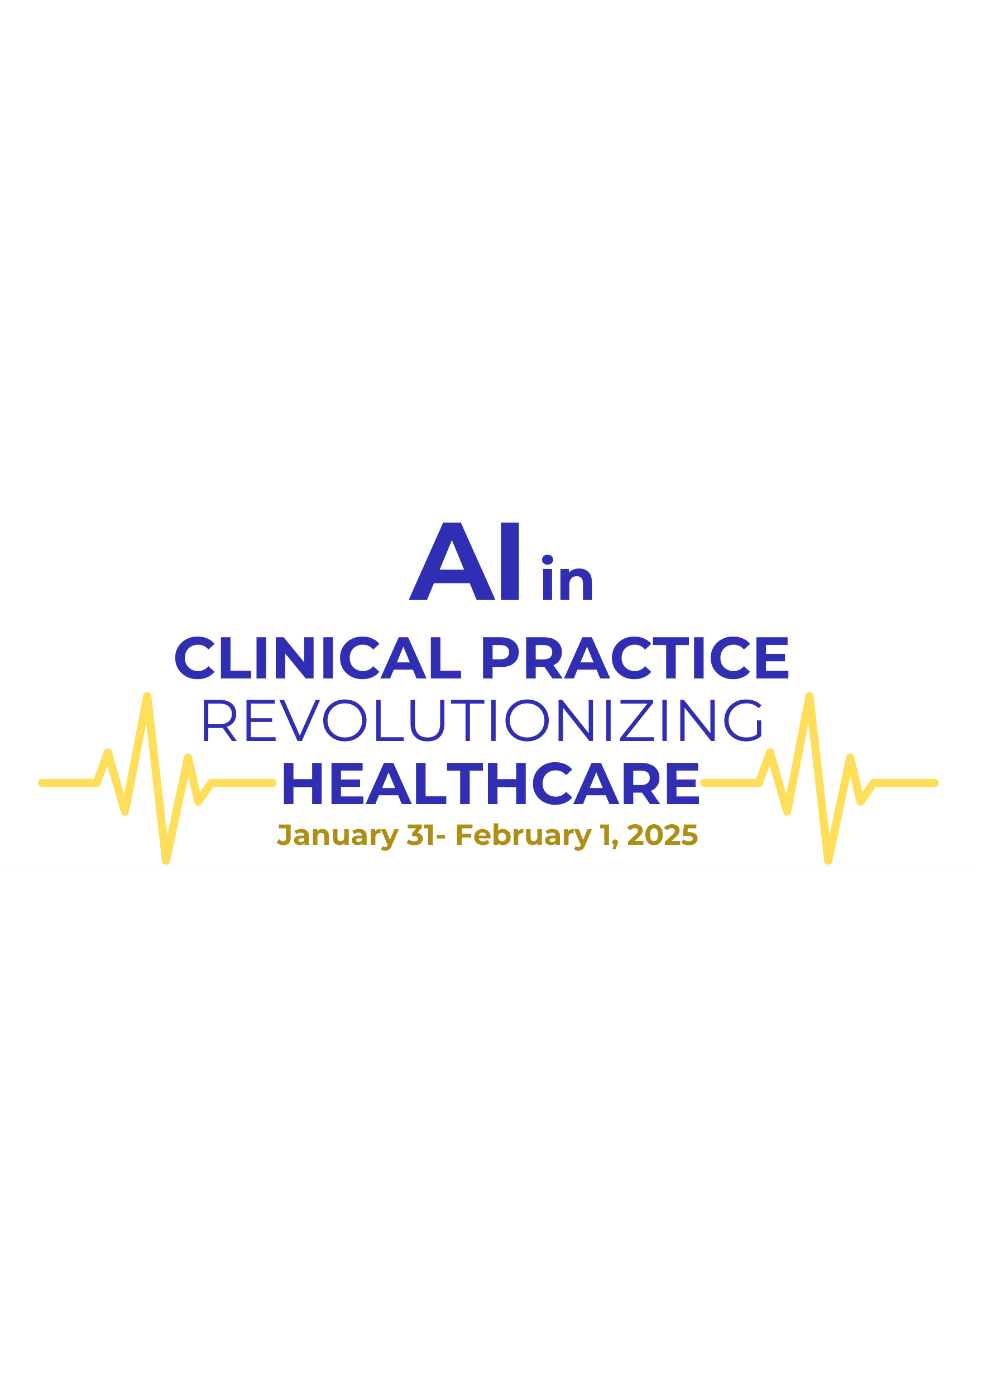 AI in
CLINICAL PRACTICE
REVOLUTIONIZING
HEALTHCARE
January 31- February 1, 2025